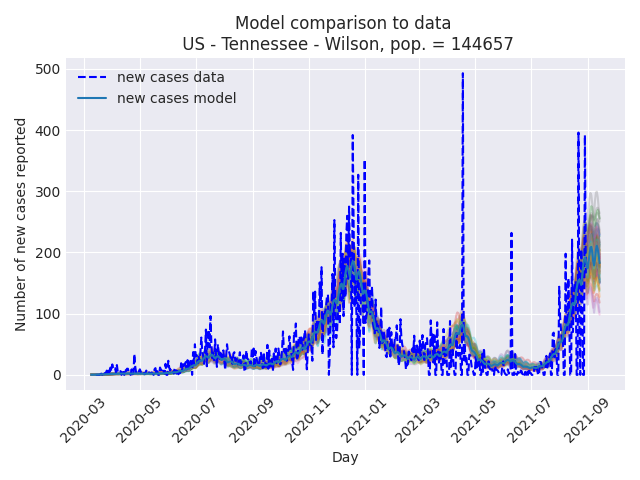 Model comparison to data
US - Tennessee - Wilson, pop. = 144657
new cases data
new cases model
Number of new cases reported
500
400
300
200
100
0
2020-03
2020-05
2020-07
2020-09
2020-11
2021-01
2021-03
2021-05
2021-07
2021-09
Day